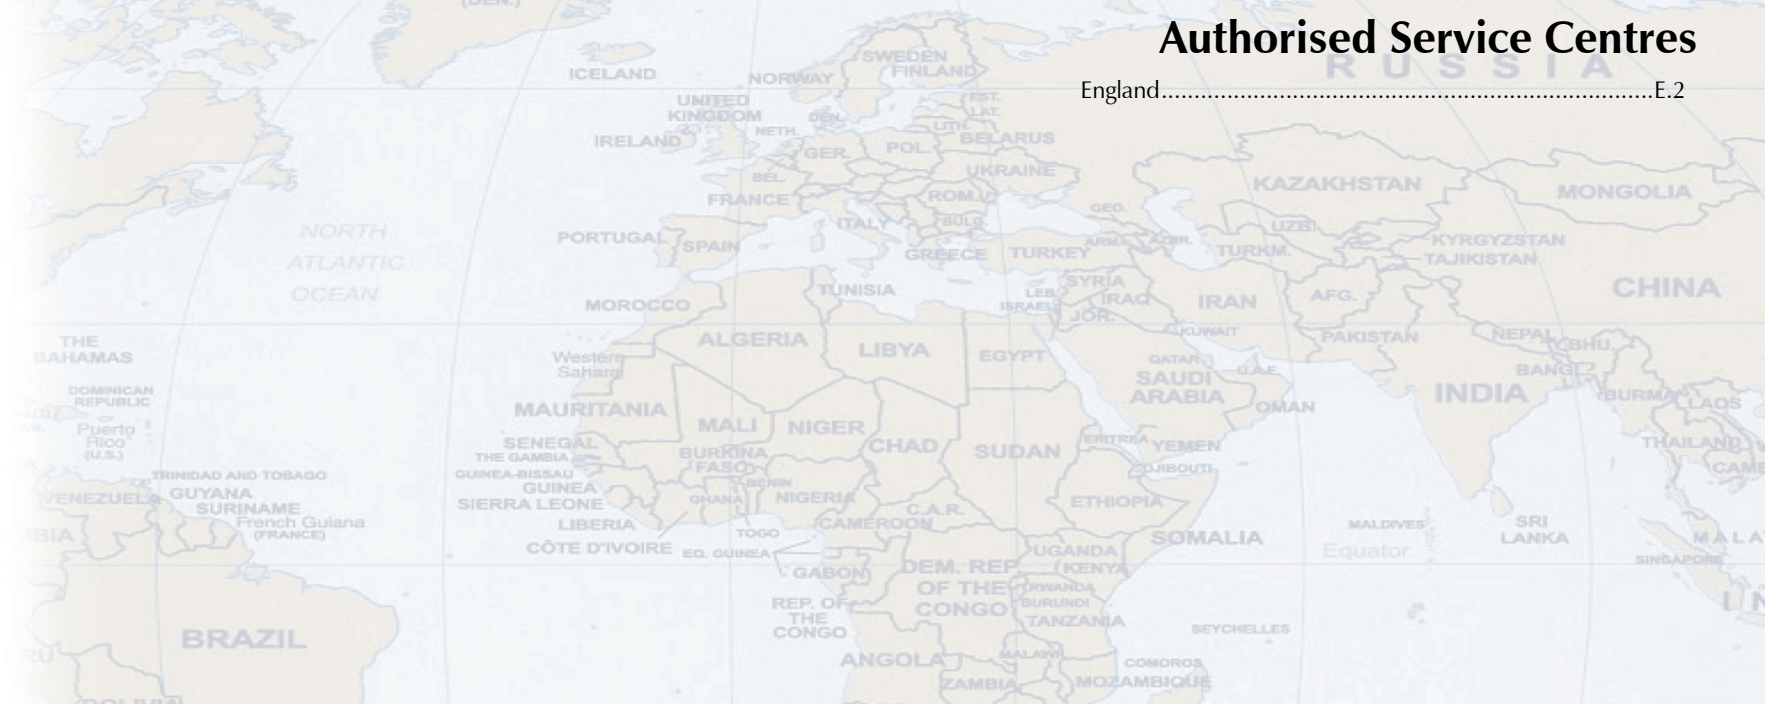 Authorised Service Centres
England....................................................................................E.2
(DEN.)
ICELAND
SWEDEN
FINLAND
NORWAY
RUSSIA
UNITED
KINGDOM
DEN.
EST.
LAT.
LITH.
IRELAND
NETH.
BELARUS
GER.
POL.
BEL.
UKRAINE
KAZAKHSTAN
MONGOLIA
FRANCE
ROM.
GEO.
ITALY
BULG.
UZB.
NORTH
ATLANTIC
OCEAN
PORTUGAL
SPAIN
GREECE
TURKEY
TURKM.
KYRGYZSTAN
TAJIKISTAN
TUNISIA
SYRIA
LEB.
ISRAEL
IRAQ
JOR.
IRAN
AFG.
CHINA
MOROCCO
ALGERIA
LIBYA
EGYPT
KUWAIT
PAKISTAN
NEPAL
BHU.
THE
BAHAMAS
Western
Sahara
QATAR
U.A.E.
SAUDI
ARABIA
OMAN
INDIA
BANGL.
BURMA
LAOS
DOMINICAN
REPUBLIC
Puerto
Rico
(U.S.)
MAURITANIA
MALI
NIGER
CHAD
SUDAN
ERITREA
YEMEN
THAILAND
SENEGAL
THE GAMBIA
GUINEA-BISSAU
GUINEA
SIERRA LEONE
LIBERIA
CÔTE D'IVOIRE
BURKINA
FASO
BENIN
GHANA
NIGERIA
TOGO
DJIBOUTI
ETHIOPIA
C.A.R.
CAMEROON
SOMALIA
TRINIDAD AND TOBAGO
VENEZUELA
GUYANA
SURINAME
French Guiana
(FRANCE)
MALDIVES
SRI
LANKA
Equator
SINGAPORE
EQ. GUINEA
GABON
REP. OF
THE
CONGO
DEM. REP.
OF THE
CONGO
UGANDA
KENYA
RWANDA
BURUNDI
TANZANIA
SEYCHELLES
BRAZIL
ANGOLA
MALAWI
ZAMBIA
COMOROS
MOZAMBIQUE
BOLIVIA